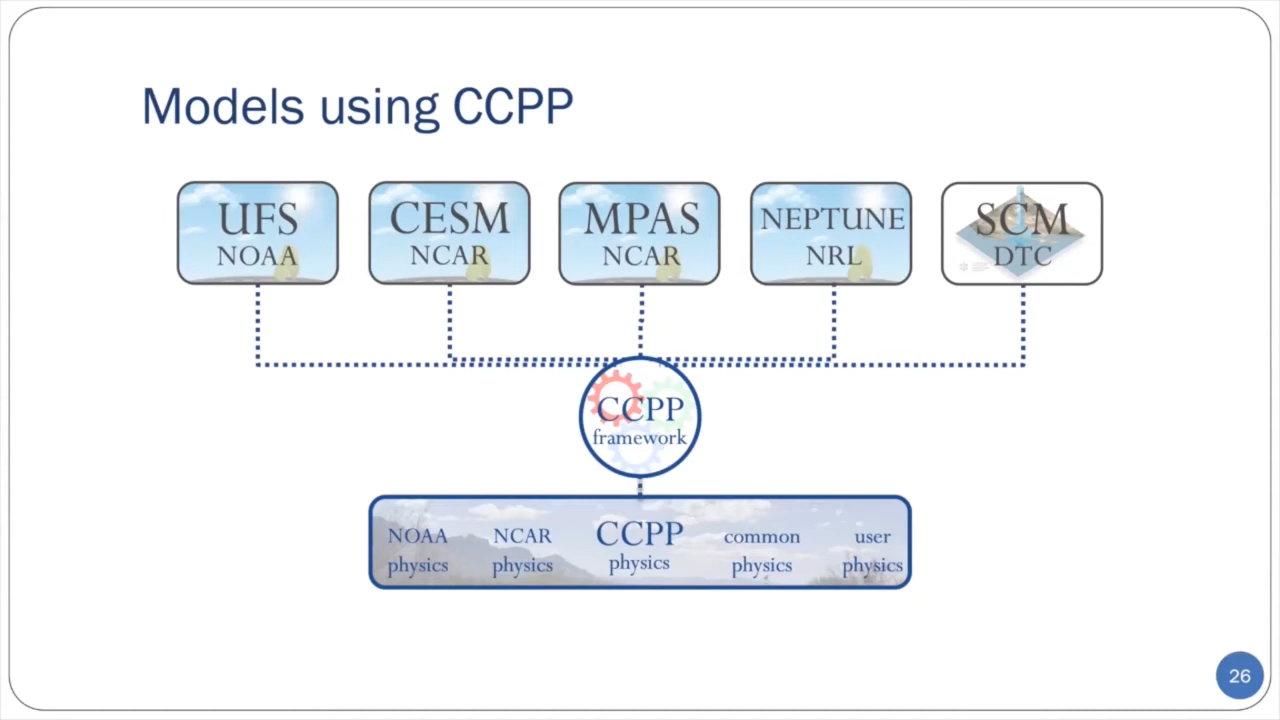 Models using CCPP
UFS
NOAA
CESM
NCAR
MPAS
NCAR
NEPTUNE
NRL
SCM
DTC
CCPP
framework
NOAA
physics
NCAR
physics
CCPP
physics
common
physics
user
physics
26